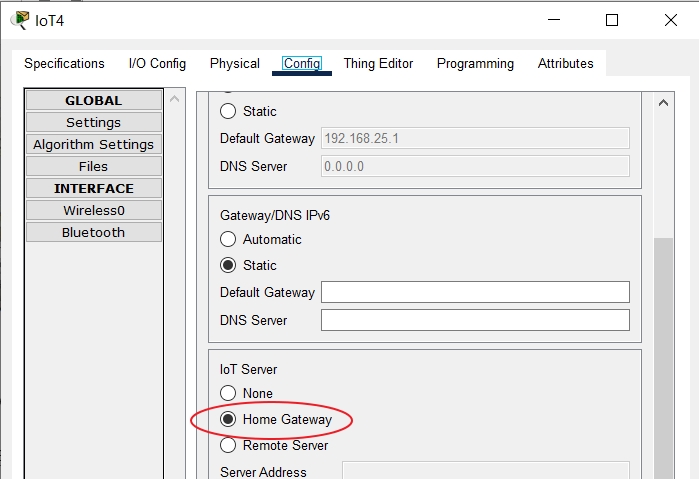 IoT4
Specifications I/O Config Physical Config Thing Editor Programming Attributes
GLOBAL
Settings
Algorithm Settings
Files
INTERFACE
Wireless0
Bluetooth
Static
Default Gateway 192.168.25.1
DNS Server 0.0.0.0
Gateway/DNS IPv6
Automatic
Static
Default Gateway
DNS Server
IoT Server
None
Home Gateway
Remote Server
Server Address